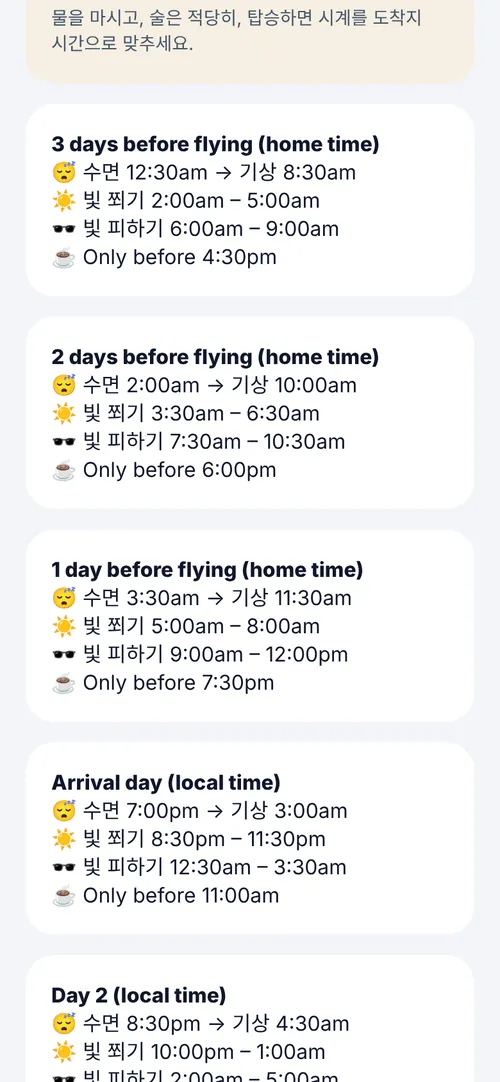 물을 마시고, 술은 적당히, 탑승하면 시계를 도착지
시간으로 맞추세요.
3 days before flying (home time)
😴 수면 12:30am → 기상 8:30am
☀️ 빛 쬐기 2:00am – 5:00am
🕶️ 빛 피하기 6:00am – 9:00am
☕ Only before 4:30pm
2 days before flying (home time)
😴 수면 2:00am → 기상 10:00am
☀️ 빛 쬐기 3:30am – 6:30am
🕶️ 빛 피하기 7:30am – 10:30am
☕ Only before 6:00pm
1 day before flying (home time)
😴 수면 3:30am → 기상 11:30am
☀️ 빛 쬐기 5:00am – 8:00am
🕶️ 빛 피하기 9:00am – 12:00pm
☕ Only before 7:30pm
Arrival day (local time)
😴 수면 7:00pm → 기상 3:00am
☀️ 빛 쬐기 8:30pm – 11:30pm
🕶️ 빛 피하기 12:30am – 3:30am
☕ Only before 11:00am
Day 2 (local time)
😴 수면 8:30pm → 기상 4:30am
☀️ 빛 쬐기 10:00pm – 1:00am
🕶️ 빛 피하기 2:00am – 5:00am